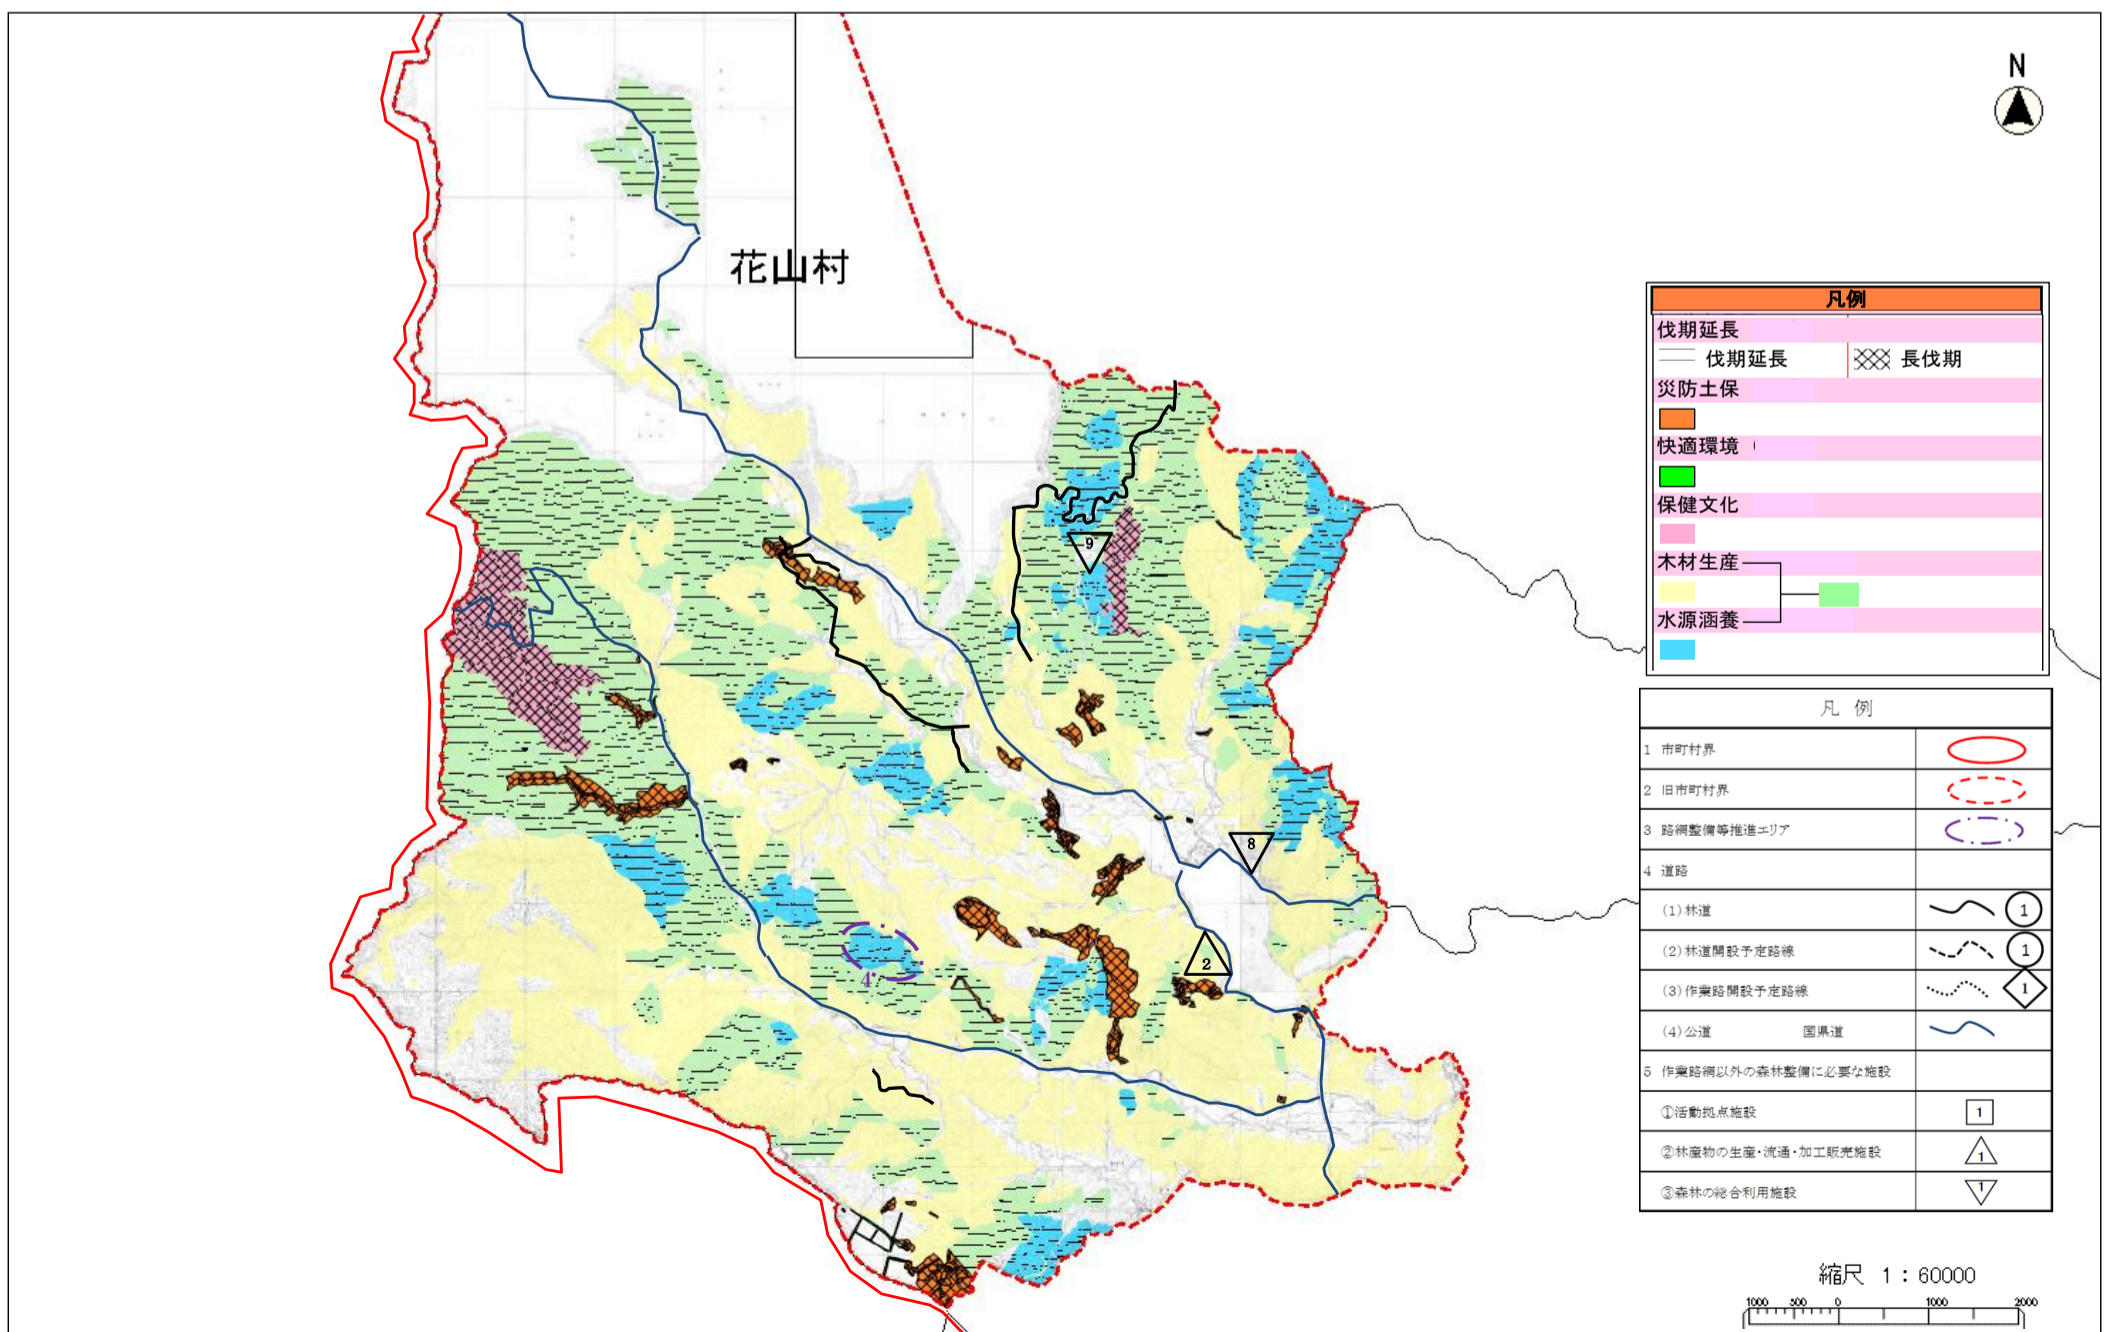 N
花山村
9
8
2
4
凡例
伐期延長
伐期延長 長伐期
災防土保
快適環境（
保健文化
木材生産
水源涵養
凡 例
1 市町村界
2 旧市町村界
3 路網整備等推進エリア
4 道路
(1)林道 1
(2)林道開設予定路線 1
(3)作業路開設予定路線 1
(4)公道 国県道
5 作業路網以外の森林整備に必要な施設
①活動拠点施設 1
②林産物の生産・流通・加工販売施設 1
③森林の総合利用施設 1
縮尺 1：60000
1000 500 0 1000 2000